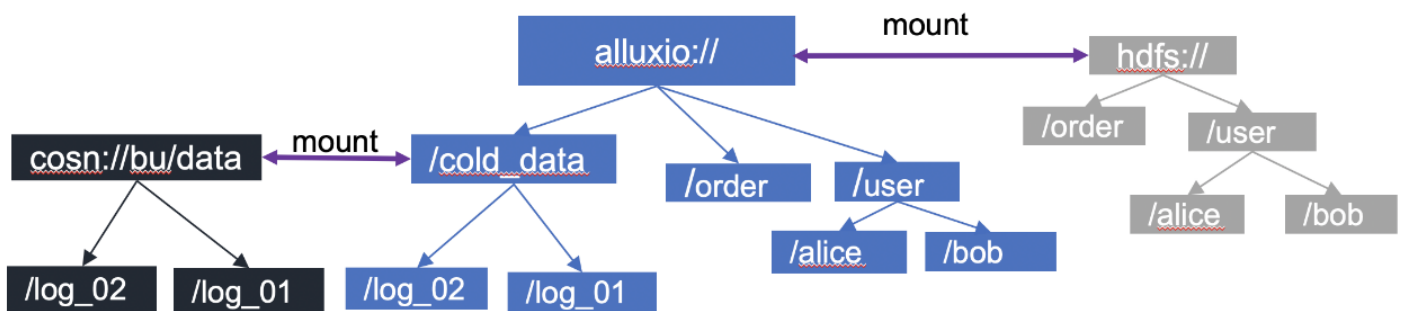 alluxio://
mount
hdfs://
/order
/user
/alice
/bob
cosn://bu/data
mount
/cold_data
/order
/user
/alice
/bob
/log_02
/log_01
/log_02
/log_01